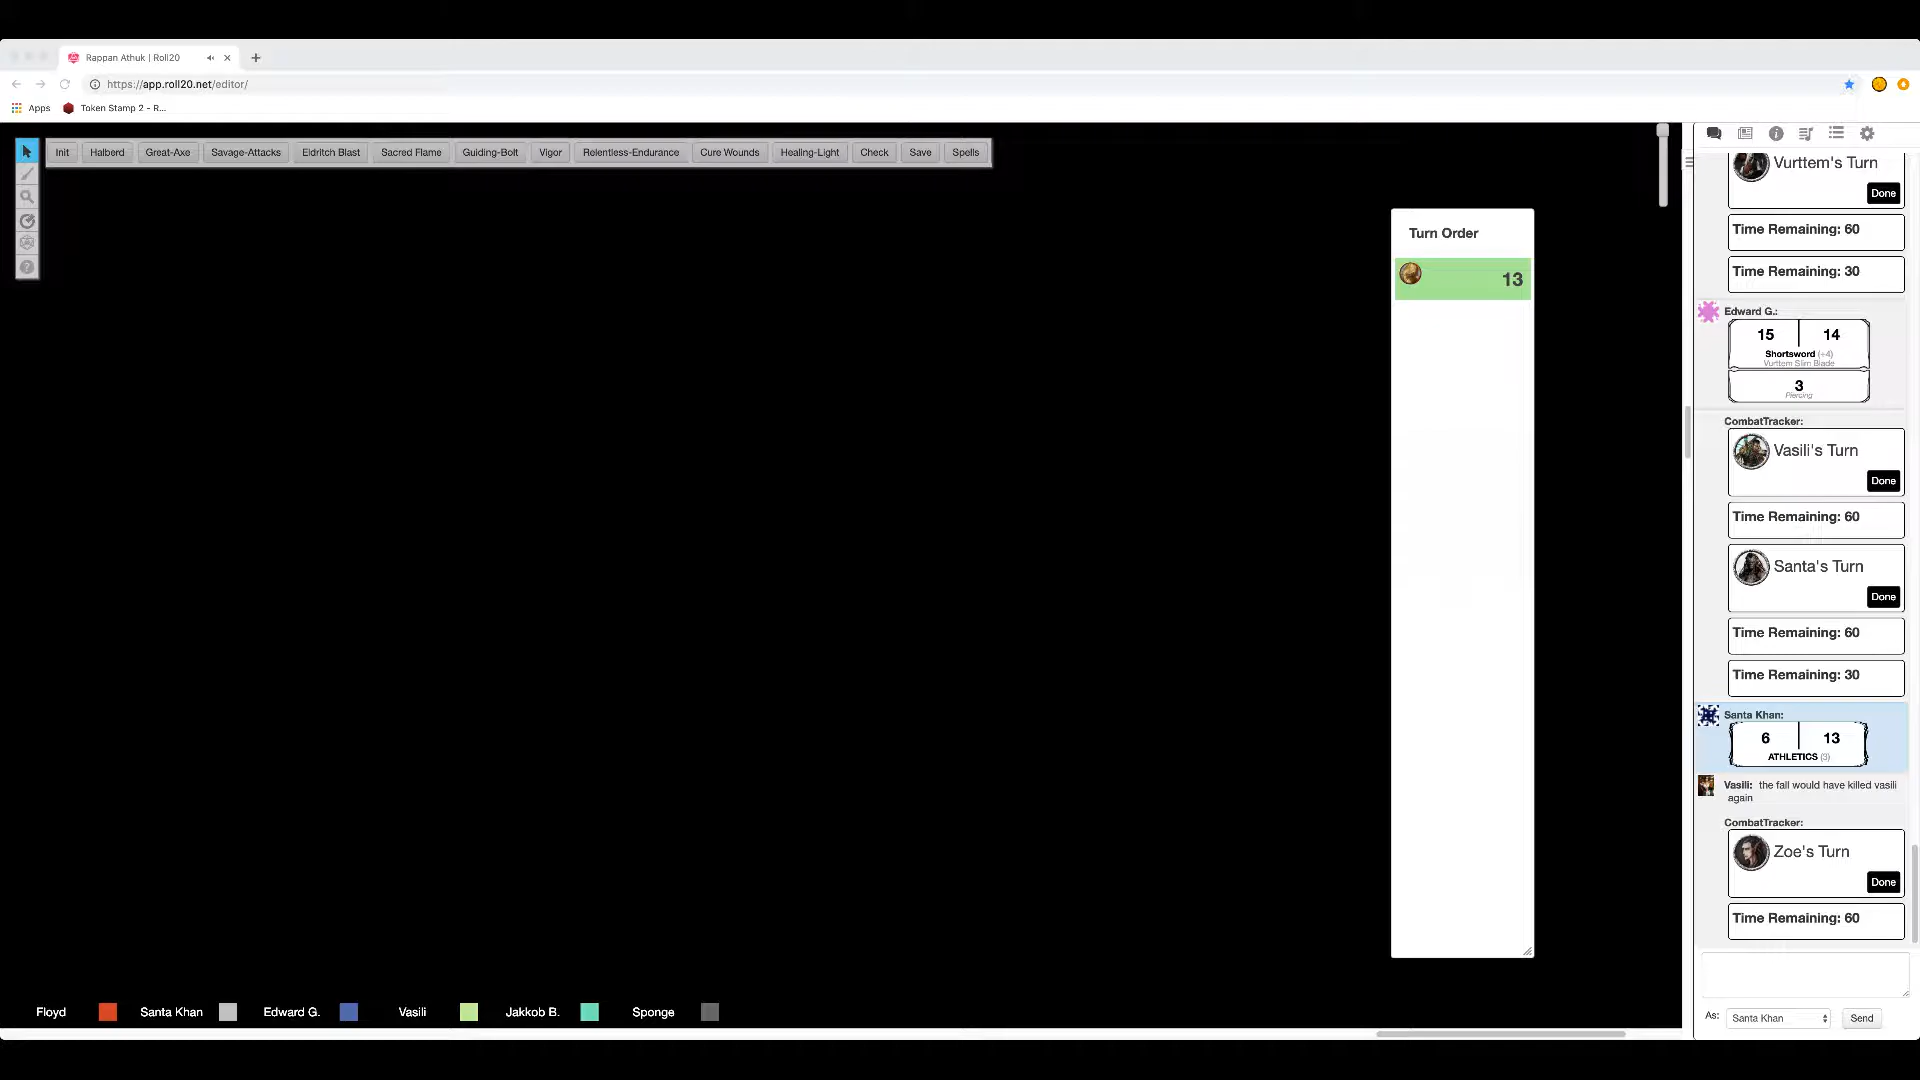 Rappan Athuk | Roll20
https://app.roll20.net/editor/
Apps
Token Stamp 2 - R...
Init
Halberd
Great-Axe
Savage-Attacks
Eldritch Blast
Sacred Flame
Guiding-Bolt
Vigor
Relentless-Endurance
Cure Wounds
Healing-Light
Check
Save
Spells
Turn Order
13
Vurttem's Turn
Done
Time Remaining: 60
Time Remaining: 30
Edward G.:
15 14
Shortsword (+4)
Vurttem Slim Blade
3
Piercing
CombatTracker:
Vasili's Turn
Done
Time Remaining: 60
Santa's Turn
Done
Time Remaining: 60
Time Remaining: 30
Santa Khan:
6 13
ATHLETICS (3)
Vasili: the fall would have killed vasili
again
CombatTracker:
Zoe's Turn
Done
Time Remaining: 60
As: Santa Khan Send
Floyd Santa Khan Edward G. Vasili Jakkob B. Sponge